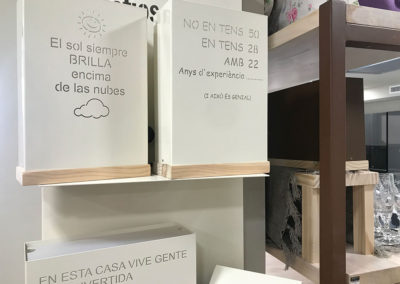 El sol siempre
BRILLA
encima
de las nubes
NO EN TENS 50
EN TENS 28
AMB 22
Anys d'experiència ..........
(I AIXÒ ÉS GENIAL!)
EN ESTA CASA VIVE GENTE